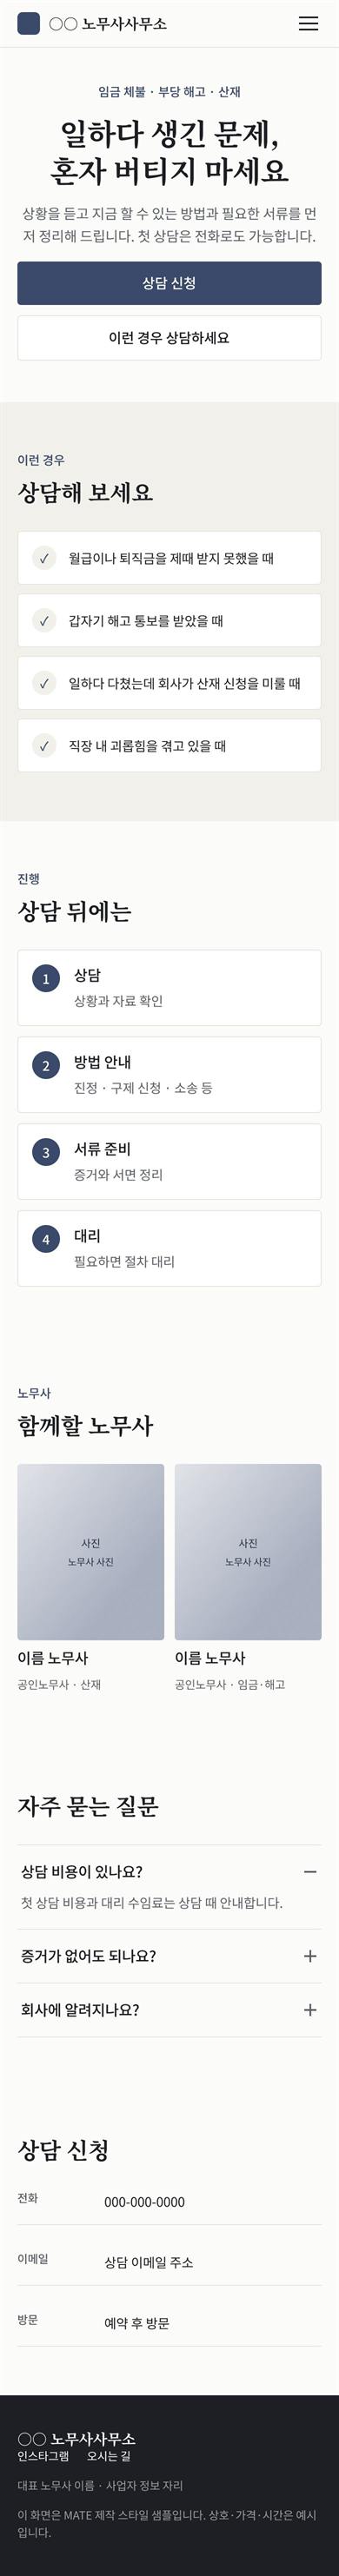 ○○ 노무사사무소
임금 체불 · 부당 해고 · 산재
일하다 생긴 문제,
혼자 버티지 마세요
상황을 듣고 지금 할 수 있는 방법과 필요한 서류를 먼
저 정리해 드립니다. 첫 상담은 전화로도 가능합니다.
상담 신청
이런 경우 상담하세요
이런 경우
상담해 보세요
✓ 월급이나 퇴직금을 제때 받지 못했을 때
✓ 갑자기 해고 통보를 받았을 때
✓ 일하다 다쳤는데 회사가 산재 신청을 미룰 때
✓ 직장 내 괴롭힘을 겪고 있을 때
진행
상담 뒤에는
1 상담
상황과 자료 확인
2 방법 안내
진정 · 구제 신청 · 소송 등
3 서류 준비
증거와 서면 정리
4 대리
필요하면 절차 대리
노무사
함께할 노무사
사진
노무사 사진
이름 노무사
공인노무사 · 산재
사진
노무사 사진
이름 노무사
공인노무사 · 임금·해고
자주 묻는 질문
상담 비용이 있나요?
첫 상담 비용과 대리 수임료는 상담 때 안내합니다.
증거가 없어도 되나요?
회사에 알려지나요?
상담 신청
전화 000-000-0000
이메일 상담 이메일 주소
방문 예약 후 방문
○○ 노무사사무소
인스타그램 오시는 길
대표 노무사 이름 · 사업자 정보 자리
이 화면은 MATE 제작 스타일 샘플입니다. 상호·가격·시간은 예시
입니다.